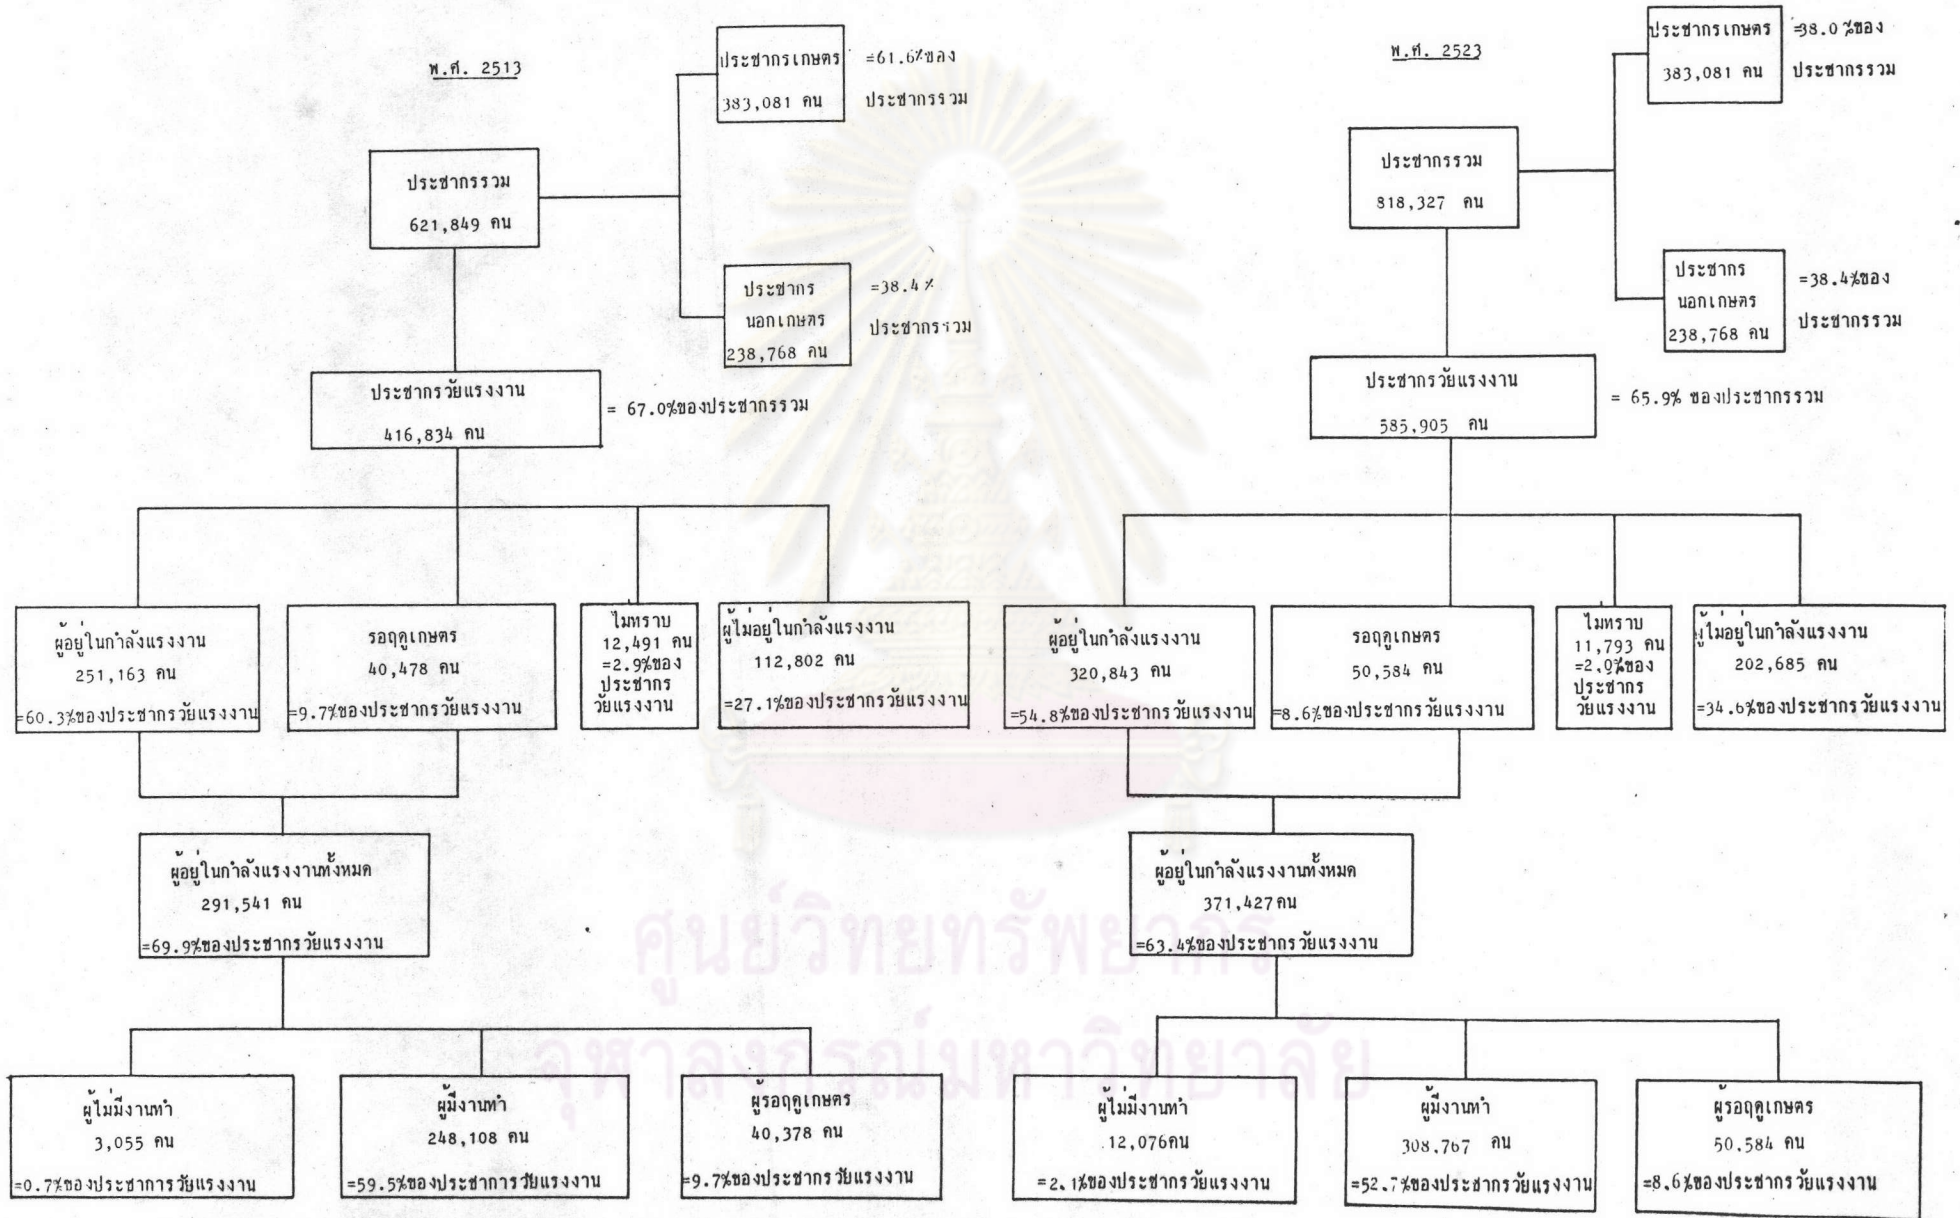 พ.ศ. 2513
ประชากรเกษตร
383,081 คน
=61.6%ของ
ประชากรรวม
ประชากรรวม
621,849 คน
ประชากร
นอกเกษตร
238,768 คน
=38.4%
ประชากรรวม
ประชากรวัยแรงงาน
416,834 คน
= 67.0%ของประชากรรวม
ผู้อยู่ในกำลังแรงงาน
251,163 คน
=60.3%ของประชากรวัยแรงงาน
รอฤดูเกษตร
40,478 คน
=9.7%ของประชากรวัยแรงงาน
ไม่ทราบ
12,491 คน
=2.9%ของ
ประชากร
วัยแรงงาน
ผู้ไม่อยู่ในกำลังแรงงาน
112,802 คน
=27.1%ของประชากรวัยแรงงาน
ผู้อยู่ในกำลังแรงงานทั้งหมด
291,541 คน
=69.9%ของประชากรวัยแรงงาน
ผู้ไม่มีงานทำ
3,055 คน
=0.7%ของประชาการวัยแรงงาน
ผู้มีงานทำ
248,108 คน
=59.5%ของประชาการวัยแรงงาน
ผู้รอฤดูเกษตร
40,378 คน
=9.7%ของประชากรวัยแรงงาน
พ.ศ. 2523
ประชากรเกษตร
383,081 คน
=38.0%ของ
ประชากรรวม
ประชากรรวม
818,327 คน
ประชากร
นอกเกษตร
238,768 คน
=38.4%ของ
ประชากรรวม
ประชากรวัยแรงงาน
585,905 คน
= 65.9% ของประชากรรวม
ผู้อยู่ในกำลังแรงงาน
320,843 คน
=54.8%ของประชากรวัยแรงงาน
รอฤดูเกษตร
50,584 คน
=8.6%ของประชากรวัยแรงงาน
ไม่ทราบ
11,793 คน
=2.0%ของ
ประชากร
วัยแรงงาน
ผู้ไม่อยู่ในกำลังแรงงาน
202,685 คน
=34.6%ของประชากรวัยแรงงาน
ผู้อยู่ในกำลังแรงงานทั้งหมด
371,427คน
=63.4%ของประชากรวัยแรงงาน
ผู้ไม่มีงานทำ
12,076คน
=2.1%ของประชากรวัยแรงงาน
ผู้มีงานทำ
308,767 คน
=52.7%ของประชากรวัยแรงงาน
ผู้รอฤดูเกษตร
50,584 คน
=8.6%ของประชากรวัยแรงงาน
ศูนย์วิทยทรัพยากร
จุฬาลงกรณ์มหาวิทยาลัย